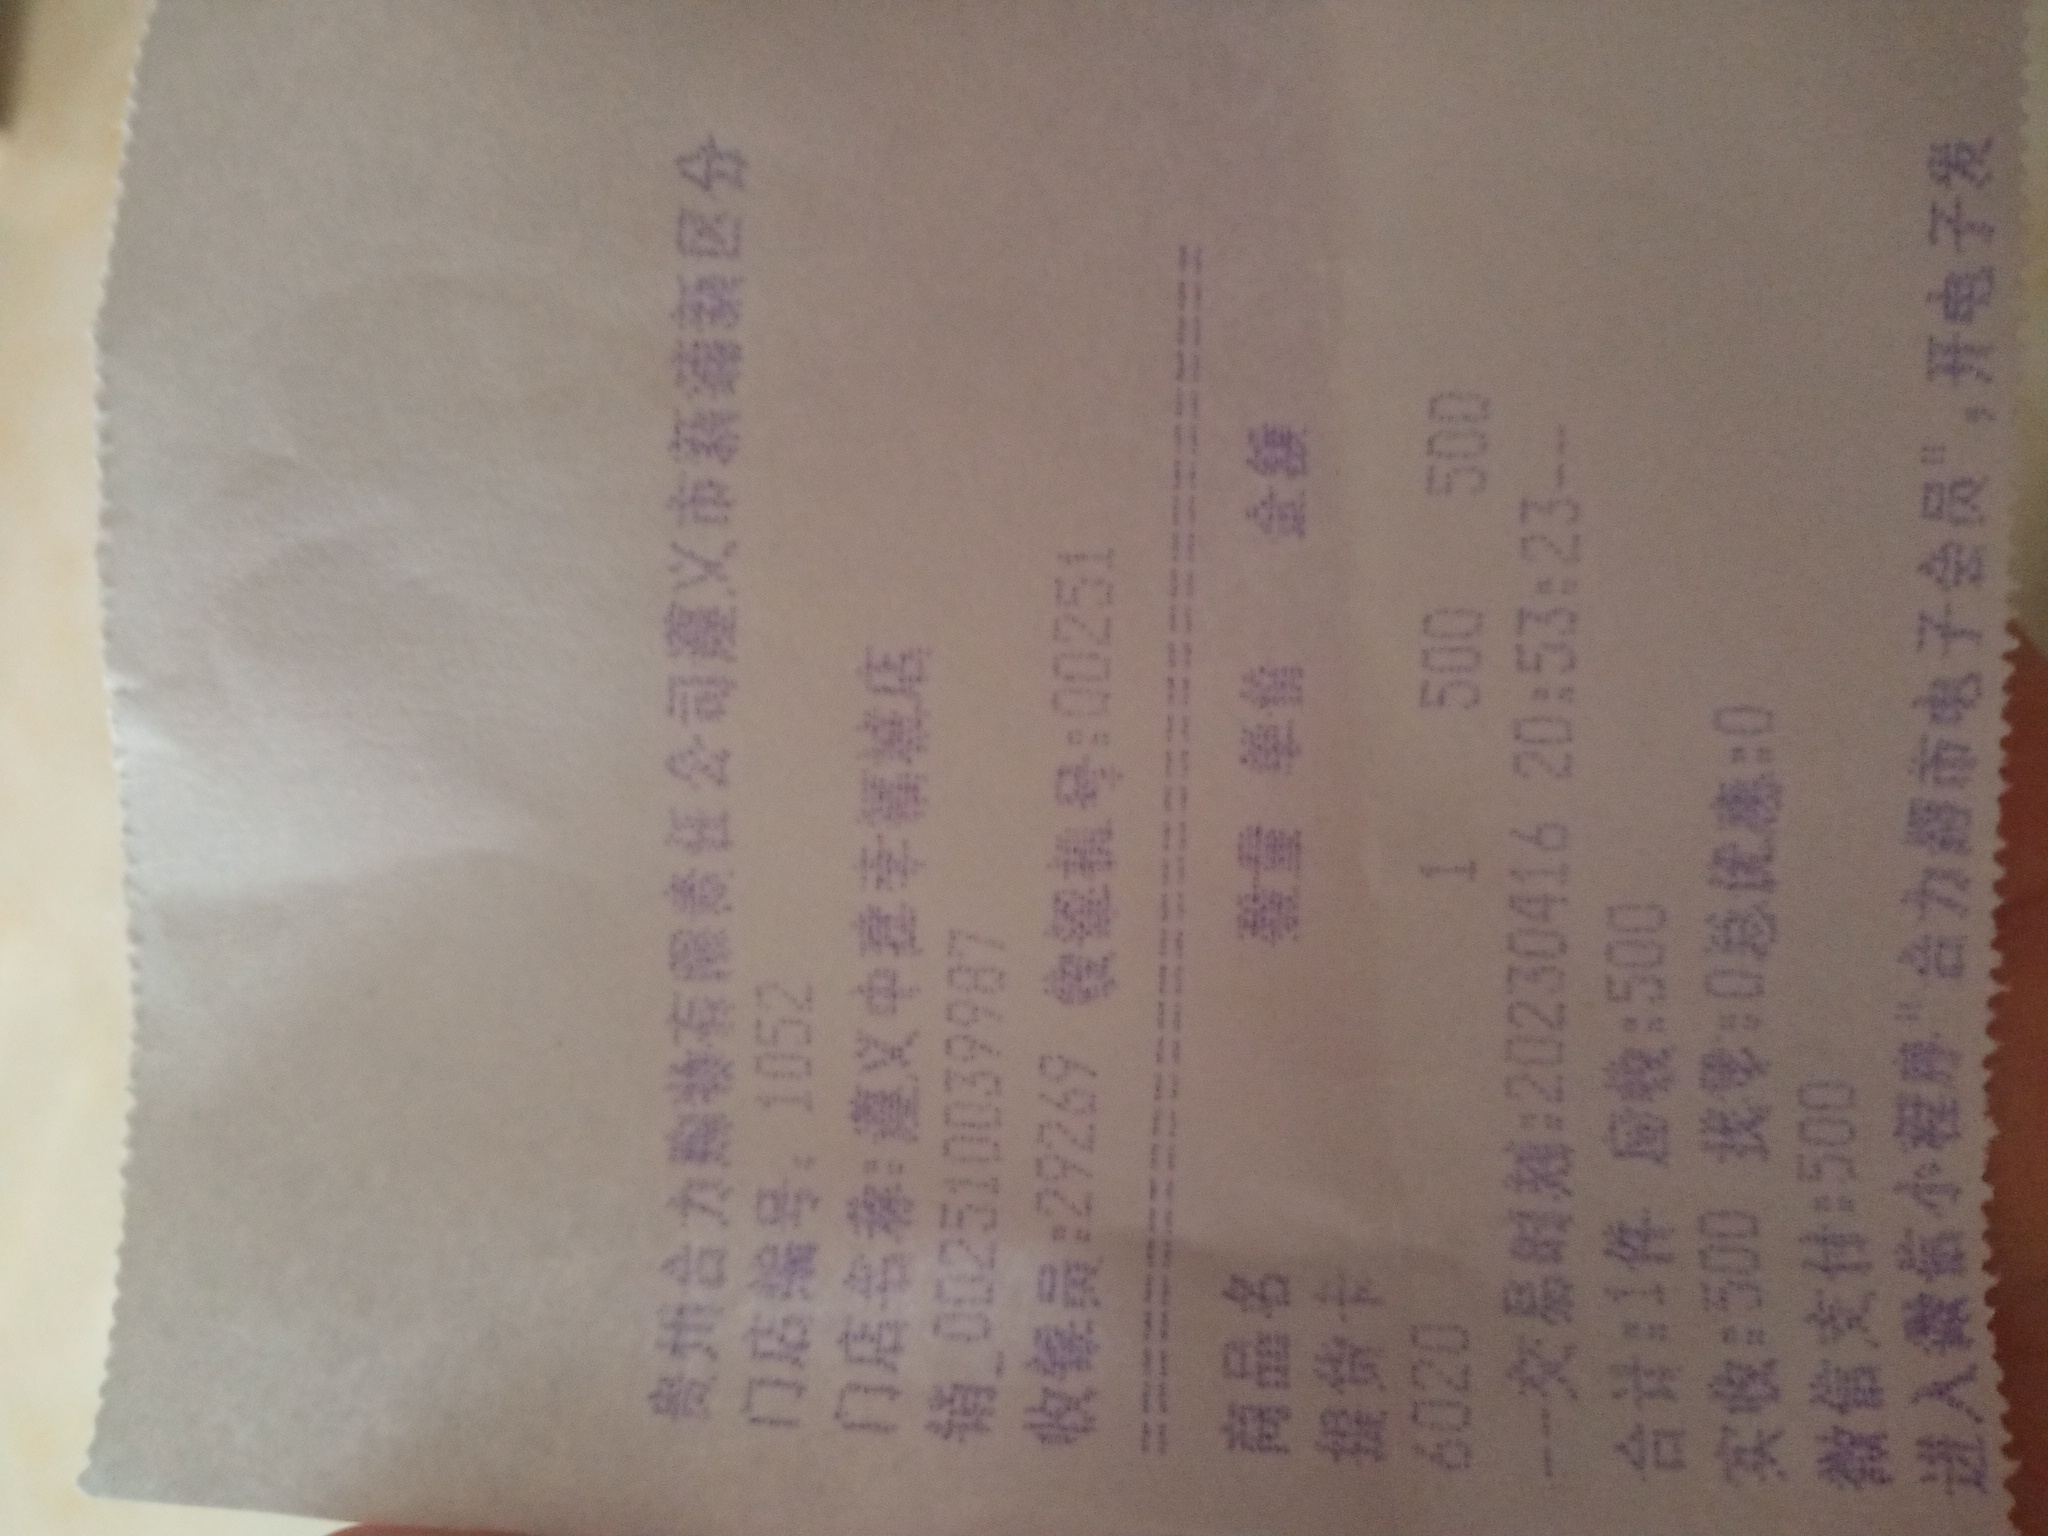 贵州合力购物有限责任公司遵义市新蒲新区分
门店编号：1052
门店名称：遵义中建幸福城店
销_002510039987
收银员:29269 收银机号:00251
========================================
商品名 数量 单价 金额
提货卡
6020 1 500 500
---交易时热:20230416 20:53:23---
合计:1件 应收:500
实收:500 找零:0总优惠:0
微信支付:500
进入微信小程序"合力超市电子会员",开电子发